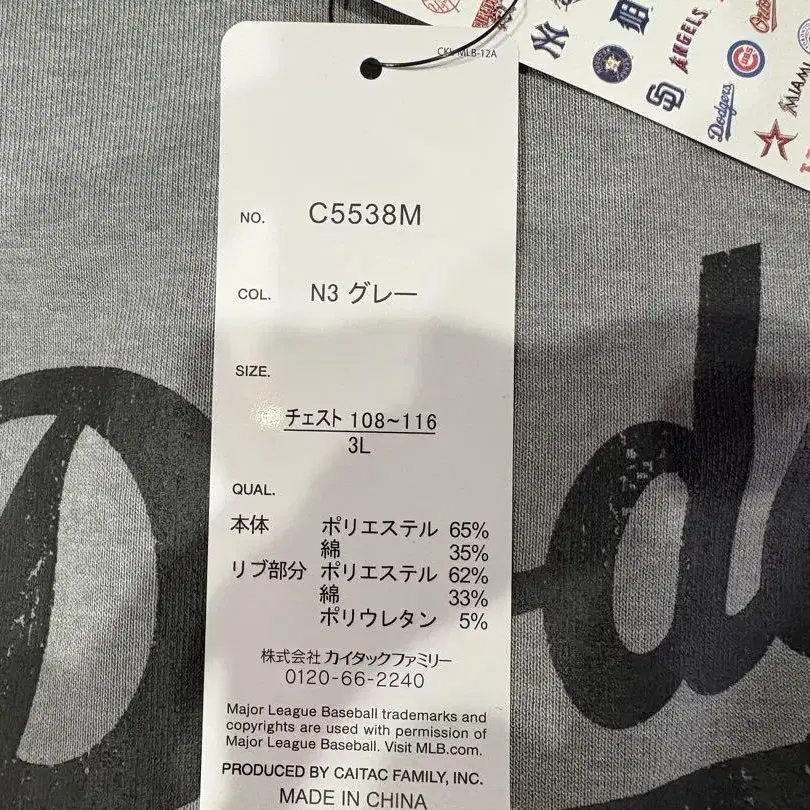 CKL-MLB-12A
NO. C5538M
COL. N3 グレー
SIZE.
チェスト 108~116
3L
QUAL.
本体 ポリエステル 65%
綿 35%
リブ部分 ポリエステル 62%
綿 33%
ポリウレタン 5%
株式会社 カイタックファミリー
0120-66-2240
Major League Baseball trademarks and
copyrights are used with permission of
Major League Baseball. Visit MLB.com.
PRODUCED BY CAITAC FAMILY, INC.
MADE IN CHINA
NY
D
ANGELS
CUBS
SD
Dodgers
MIAMI